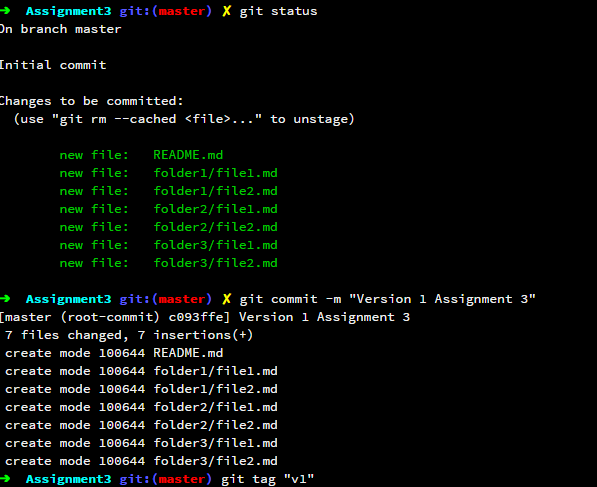 ➜  Assignment3 git:(master) ✗ git status
On branch master
Initial commit
Changes to be committed:
  (use "git rm --cached <file>..." to unstage)
        new file:   README.md
        new file:   folder1/file1.md
        new file:   folder1/file2.md
        new file:   folder2/file1.md
        new file:   folder2/file2.md
        new file:   folder3/file1.md
        new file:   folder3/file2.md
➜  Assignment3 git:(master) ✗ git commit -m "Version 1 Assignment 3"
[master (root-commit) c093ffe] Version 1 Assignment 3
 7 files changed, 7 insertions(+)
 create mode 100644 README.md
 create mode 100644 folder1/file1.md
 create mode 100644 folder1/file2.md
 create mode 100644 folder2/file1.md
 create mode 100644 folder2/file2.md
 create mode 100644 folder3/file1.md
 create mode 100644 folder3/file2.md
➜  Assignment3 git:(master) git tag "v1"